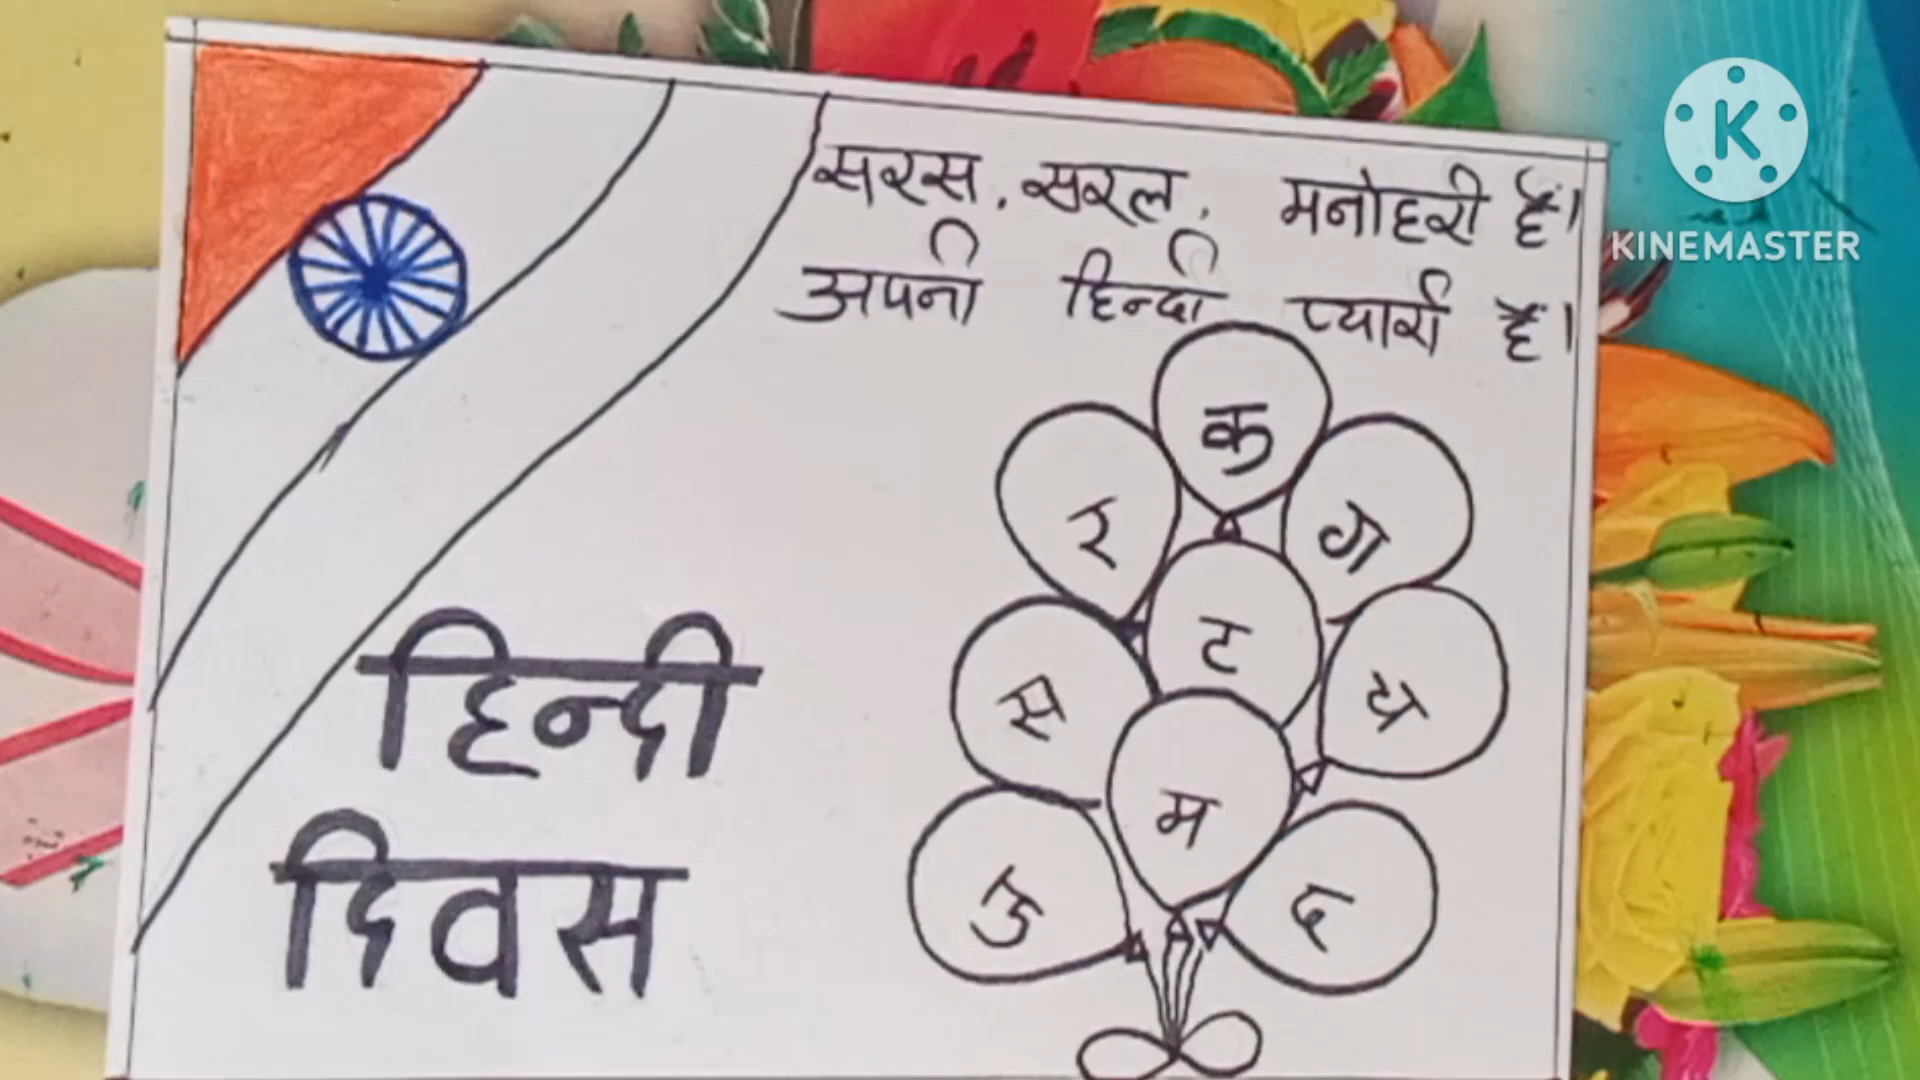 सरस, सरल, मनोहरी है।
अपनी हिन्दी प्यारी है।
क
र
ग
ट
स
म
उ
द
हिन्दी
दिवस
K
KINEMASTER